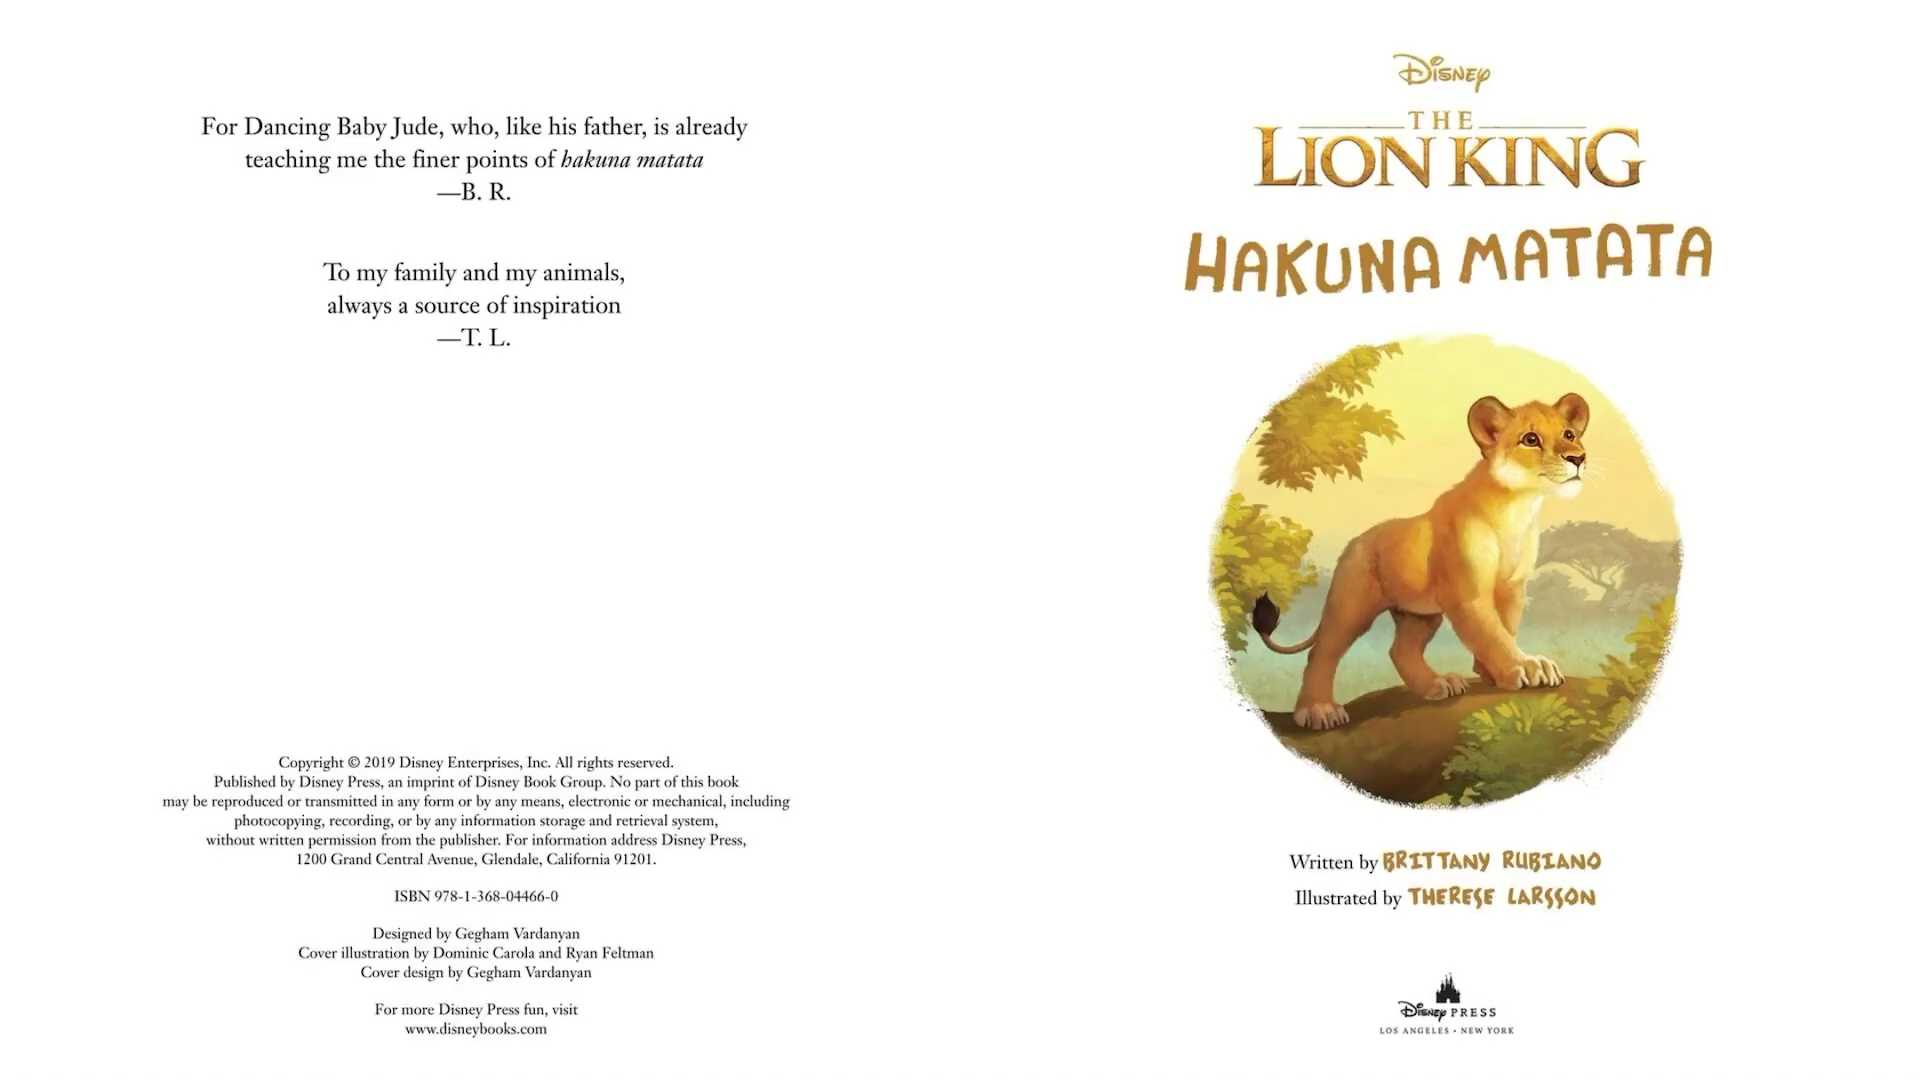 For Dancing Baby Jude, who, like his father, is already
teaching me the finer points of hakuna matata
—B. R.
To my family and my animals,
always a source of inspiration
—T. L.
Copyright © 2019 Disney Enterprises, Inc. All rights reserved.
Published by Disney Press, an imprint of Disney Book Group. No part of this book
may be reproduced or transmitted in any form or by any means, electronic or mechanical, including
photocopying, recording, or by any information storage and retrieval system,
without written permission from the publisher. For information address Disney Press,
1200 Grand Central Avenue, Glendale, California 91201.
ISBN 978-1-368-04466-0
Designed by Gegham Vardanyan
Cover illustration by Dominic Carola and Ryan Feltman
Cover design by Gegham Vardanyan
For more Disney Press fun, visit
www.disneybooks.com
Disney
THE
LION KING
HAKUNA MATATA
Written by BRITTANY RUBIANO
Illustrated by THERESE LARSSON
Disney PRESS
LOS ANGELES • NEW YORK